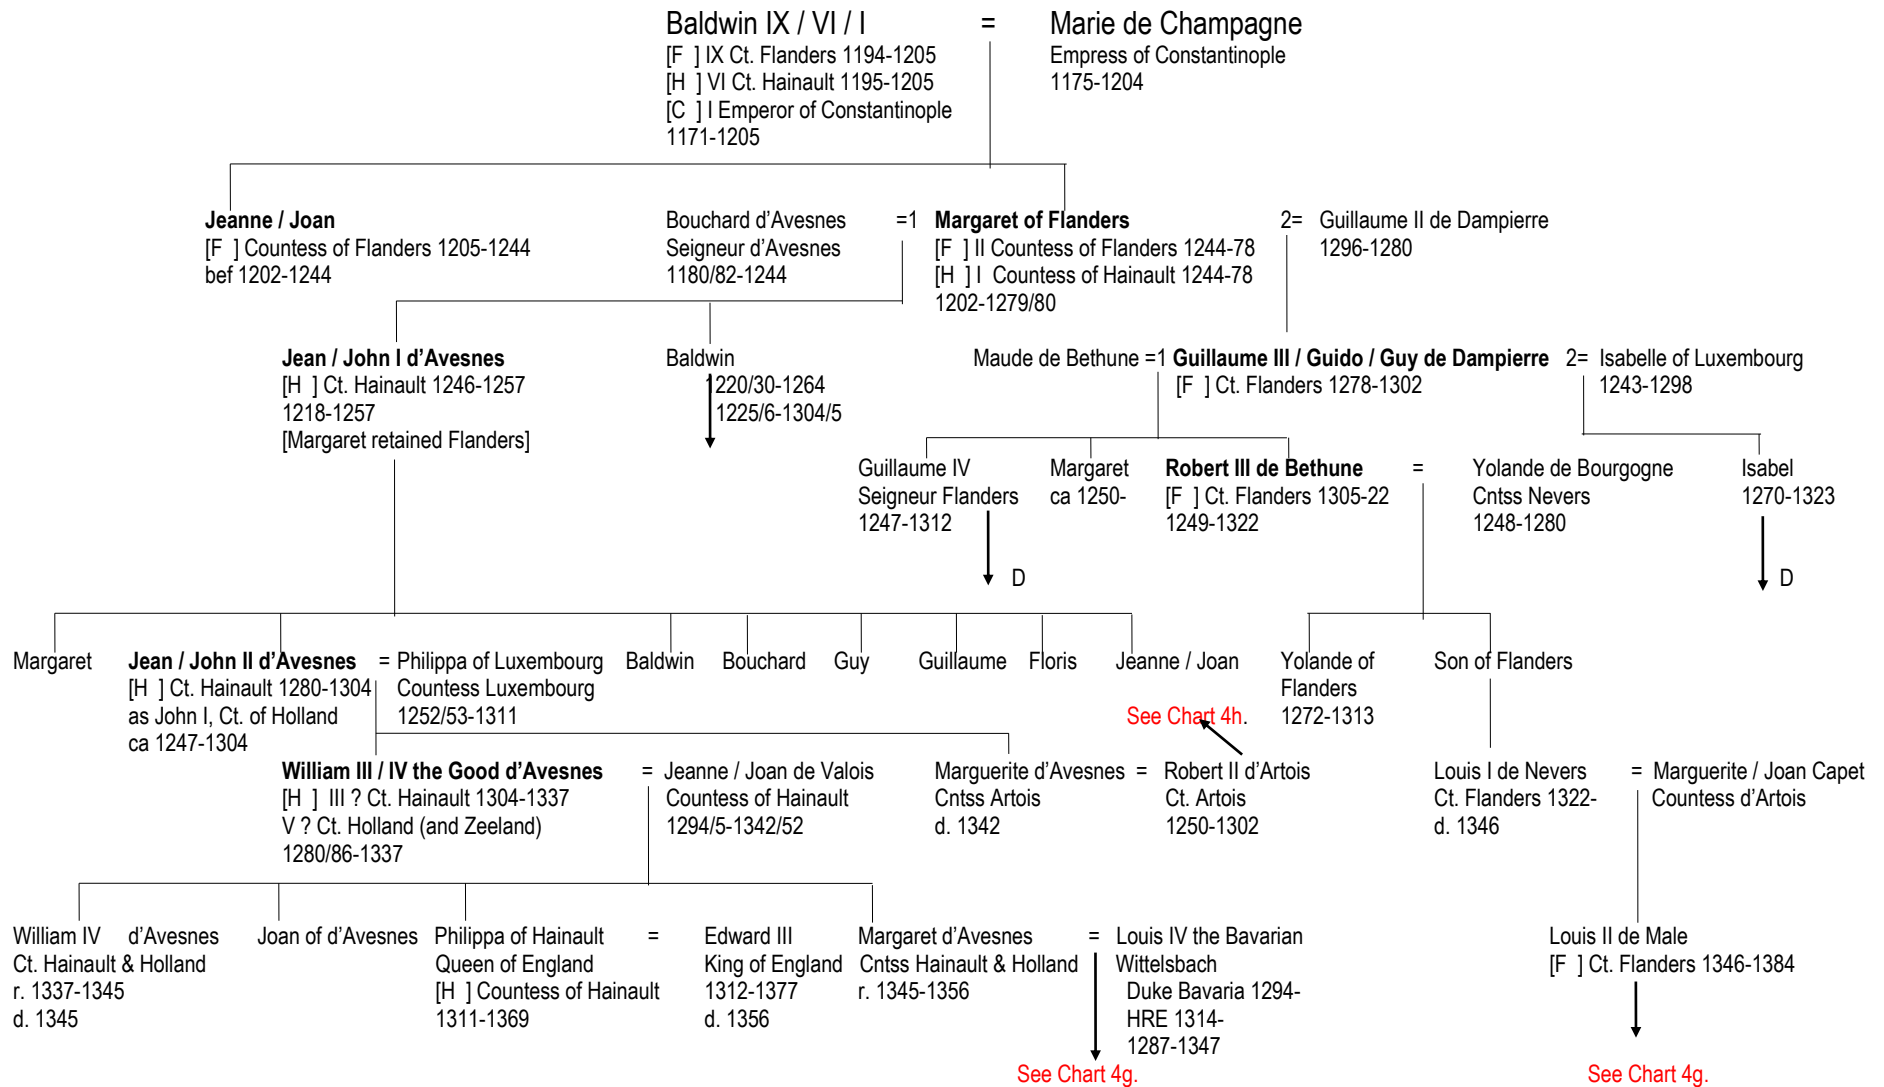 Baldwin IX / VI / I = Marie de Champagne
[F ] IX Ct. Flanders 1194-1205
[H ] VI Ct. Hainault 1195-1205
[C ] I Emperor of Constantinople
1171-1205
Empress of Constantinople
1175-1204
Jeanne / Joan
[F ] Countess of Flanders 1205-1244
bef 1202-1244
Bouchard d’Avesnes =1
Seigneur d’Avesnes
1180/82-1244
Margaret of Flanders 2=
[F ] II Countess of Flanders 1244-78
[H ] I Countess of Hainault 1244-78
1202-1279/80
Guillaume II de Dampierre
1296-1280
Jean / John I d’Avesnes
[H ] Ct. Hainault 1246-1257
1218-1257
[Margaret retained Flanders]
Baldwin
1220/30-1264
1225/6-1304/5
Maude de Bethune =1 Guillaume III / Guido / Guy de Dampierre 2= Isabelle of Luxembourg
[F ] Ct. Flanders 1278-1302
1243-1298
Guillaume IV
Seigneur Flanders
1247-1312
D
Margaret
ca 1250-
Robert III de Bethune =
[F ] Ct. Flanders 1305-22
1249-1322
Yolande de Bourgogne
Cntss Nevers
1248-1280
Isabel
1270-1323
D
Margaret
Jean / John II d’Avesnes =
[H ] Ct. Hainault 1280-1304
as John I, Ct. of Holland
ca 1247-1304
Philippa of Luxembourg
Countess Luxembourg
1252/53-1311
Baldwin
Bouchard
Guy
Guillaume
Floris
Jeanne / Joan
See Chart 4h.
Yolande of
Flanders
1272-1313
Son of Flanders
William III / IV the Good d’Avesnes =
[H ] III ? Ct. Hainault 1304-1337
V ? Ct. Holland (and Zeeland)
1280/86-1337
Jeanne / Joan de Valois
Countess of Hainault
1294/5-1342/52
Marguerite d’Avesnes =
Cntss Artois
d. 1342
Robert II d’Artois
Ct. Artois
1250-1302
Louis I de Nevers =
Ct. Flanders 1322-
d. 1346
Marguerite / Joan Capet
Countess d’Artois
William IV d’Avesnes
Ct. Hainault & Holland
r. 1337-1345
d. 1345
Joan of d’Avesnes
Philippa of Hainault =
Queen of England
[H ] Countess of Hainault
1311-1369
Edward III
King of England
1312-1377
d. 1356
Margaret d’Avesnes =
Cntss Hainault & Holland
r. 1345-1356
Louis IV the Bavarian
Wittelsbach
Duke Bavaria 1294-
HRE 1314-
1287-1347
See Chart 4g.
Louis II de Male
[F ] Ct. Flanders 1346-1384
See Chart 4g.